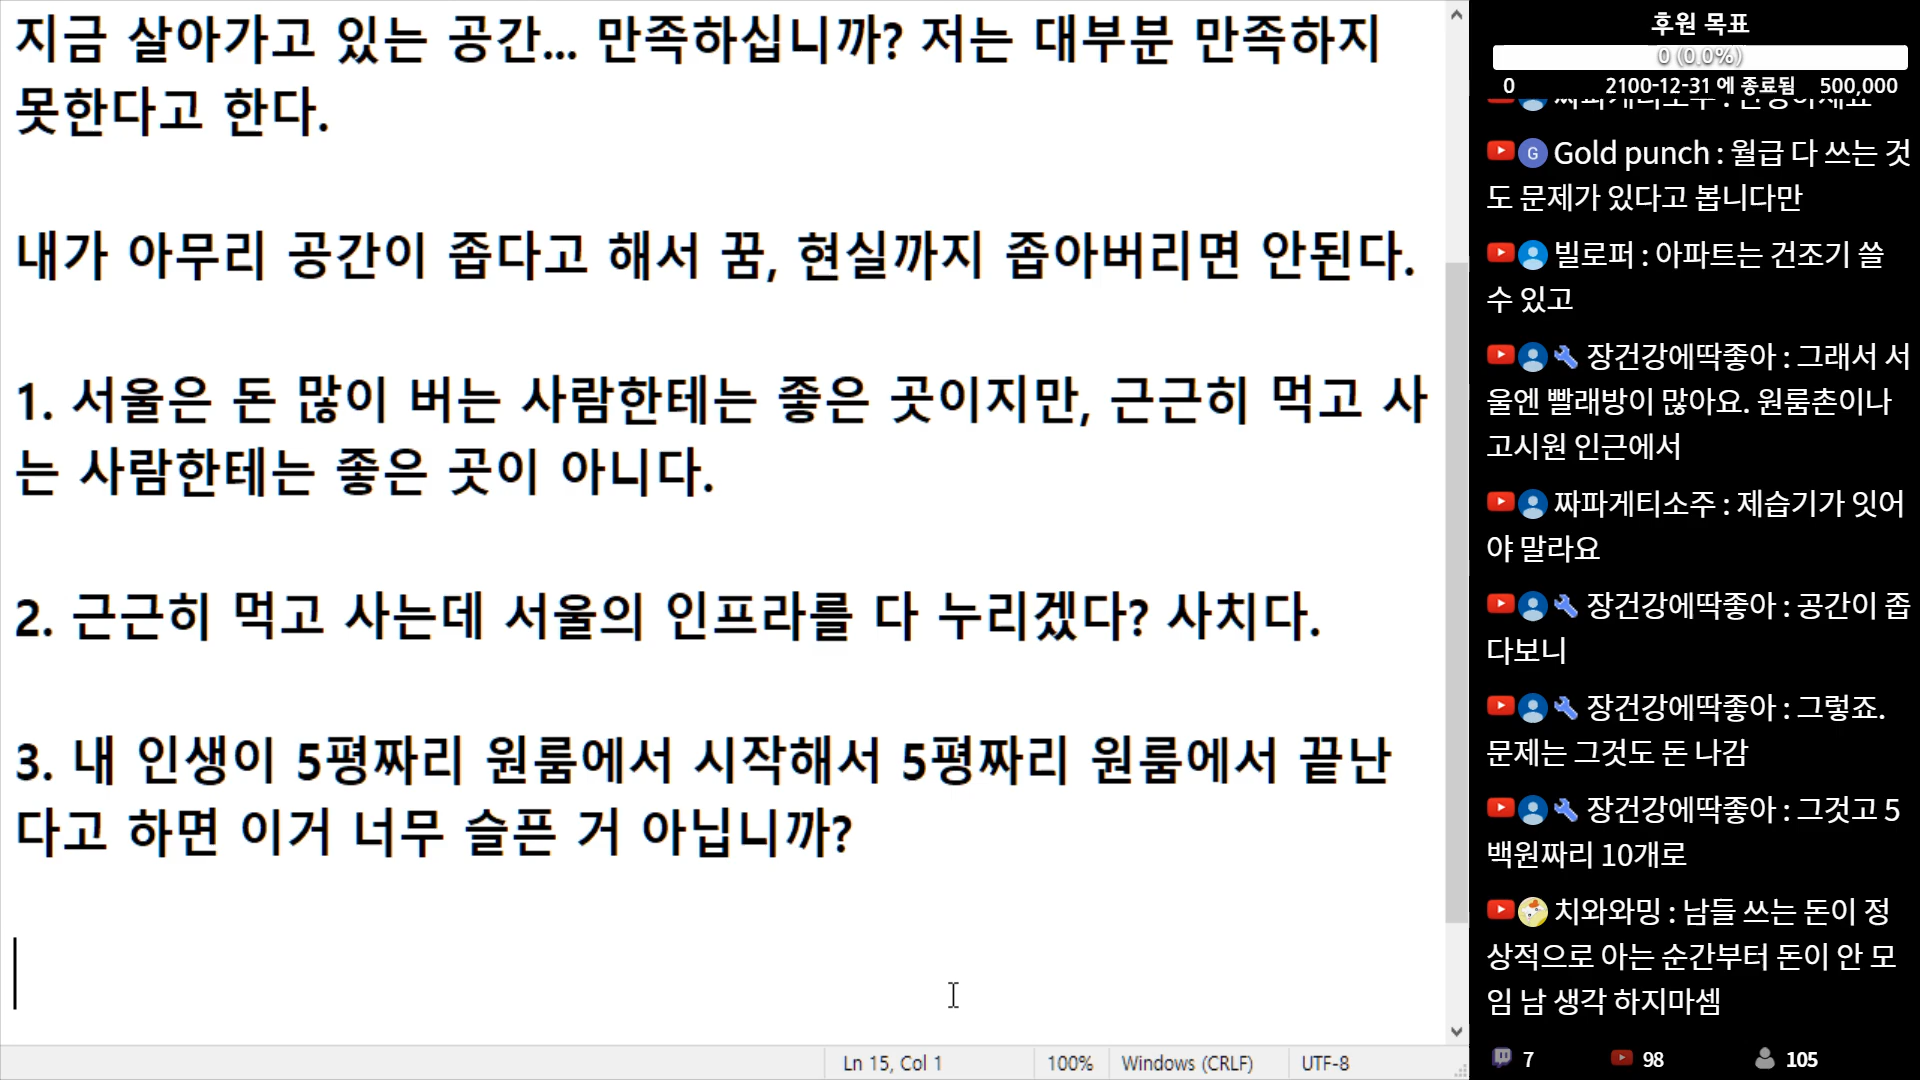 지금 살아가고 있는 공간... 만족하십니까? 저는 대부분 만족하지
못한다고 한다.
내가 아무리 공간이 좁다고 해서 꿈, 현실까지 좁아버리면 안된다.
1. 서울은 돈 많이 버는 사람한테는 좋은 곳이지만, 근근히 먹고 사
는 사람한테는 좋은 곳이 아니다.
2. 근근히 먹고 사는데 서울의 인프라를 다 누리겠다? 사치다.
3. 내 인생이 5평짜리 원룸에서 시작해서 5평짜리 원룸에서 끝난
다고 하면 이거 너무 슬픈 거 아닙니까?
Ln 15, Col 1
100%
Windows (CRLF)
UTF-8
후원 목표
0 (0.0%)
0 2100-12-31 에 종료됨 500,000
G Gold punch : 월급 다 쓰는 것
도 문제가 있다고 봅니다만
빌로퍼 : 아파트는 건조기 쓸
수 있고
장건강에딱좋아 : 그래서 서
울엔 빨래방이 많아요. 원룸촌이나
고시원 인근에서
짜파게티소주 : 제습기가 잇어
야 말라요
장건강에딱좋아 : 공간이 좁
다보니
장건강에딱좋아 : 그렇죠.
문제는 그것도 돈 나감
장건강에딱좋아 : 그것고 5
백원짜리 10개로
치와와밍 : 남들 쓰는 돈이 정
상적으로 아는 순간부터 돈이 안 모
임 남 생각 하지마셈
7 98 105